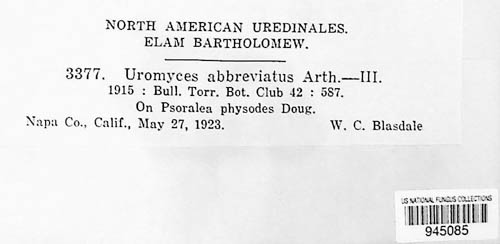 NORTH AMERICAN UREDINALES.
ELAM BARTHOLOMEW.
3377. Uromyces abbreviatus Arth.—III.
1915 : Bull. Torr. Bot. Club 42 : 587.
On Psoralea physodes Doug.
Napa Co., Calif., May 27, 1923. W. C. Blasdale
US NATIONAL FUNGUS COLLECTIONS
945085